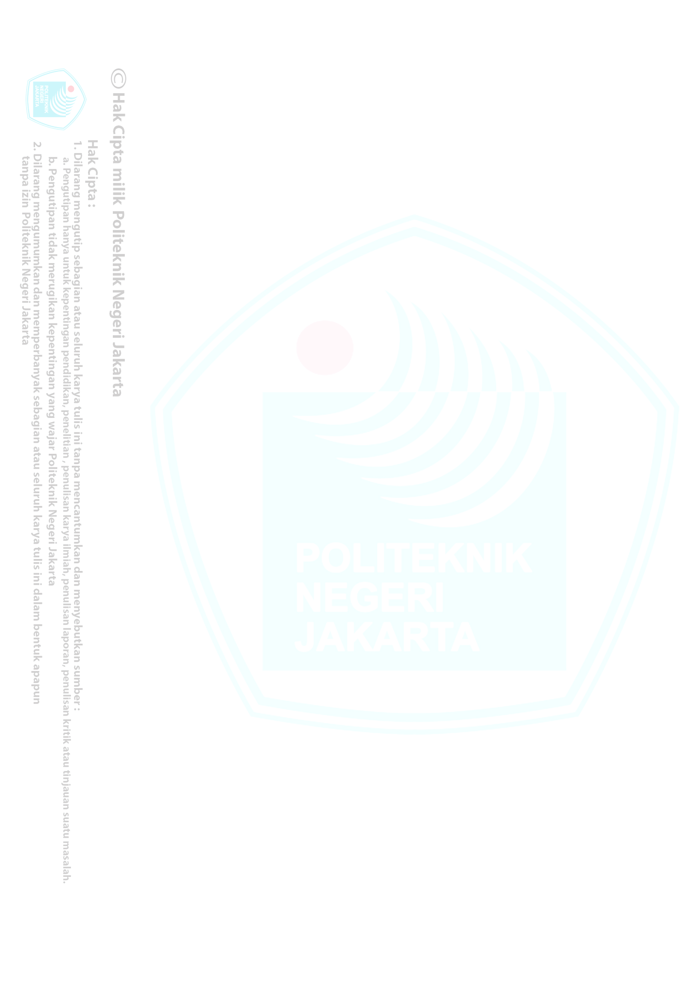 © Hak Cipta milik Politeknik Negeri Jakarta
Hak Cipta :
1. Dilarang mengutip sebagian atau seluruh karya tulis ini tanpa mencantumkan dan menyebutkan sumber :
a. Pengutipan hanya untuk kepentingan pendidikan, penelitian , penulisan karya ilmiah, penulisan laporan, penulisan kritik atau tinjauan suatu masalah.
b. Pengutipan tidak merugikan kepentingan yang wajar Politeknik Negeri Jakarta
2. Dilarang mengumumkan dan memperbanyak sebagian atau seluruh karya tulis ini dalam bentuk apapun
tanpa izin Politeknik Negeri Jakarta
POLITEKNIK
NEGERI
JAKARTA
POLITEKNIK
NEGERI
JAKARTA